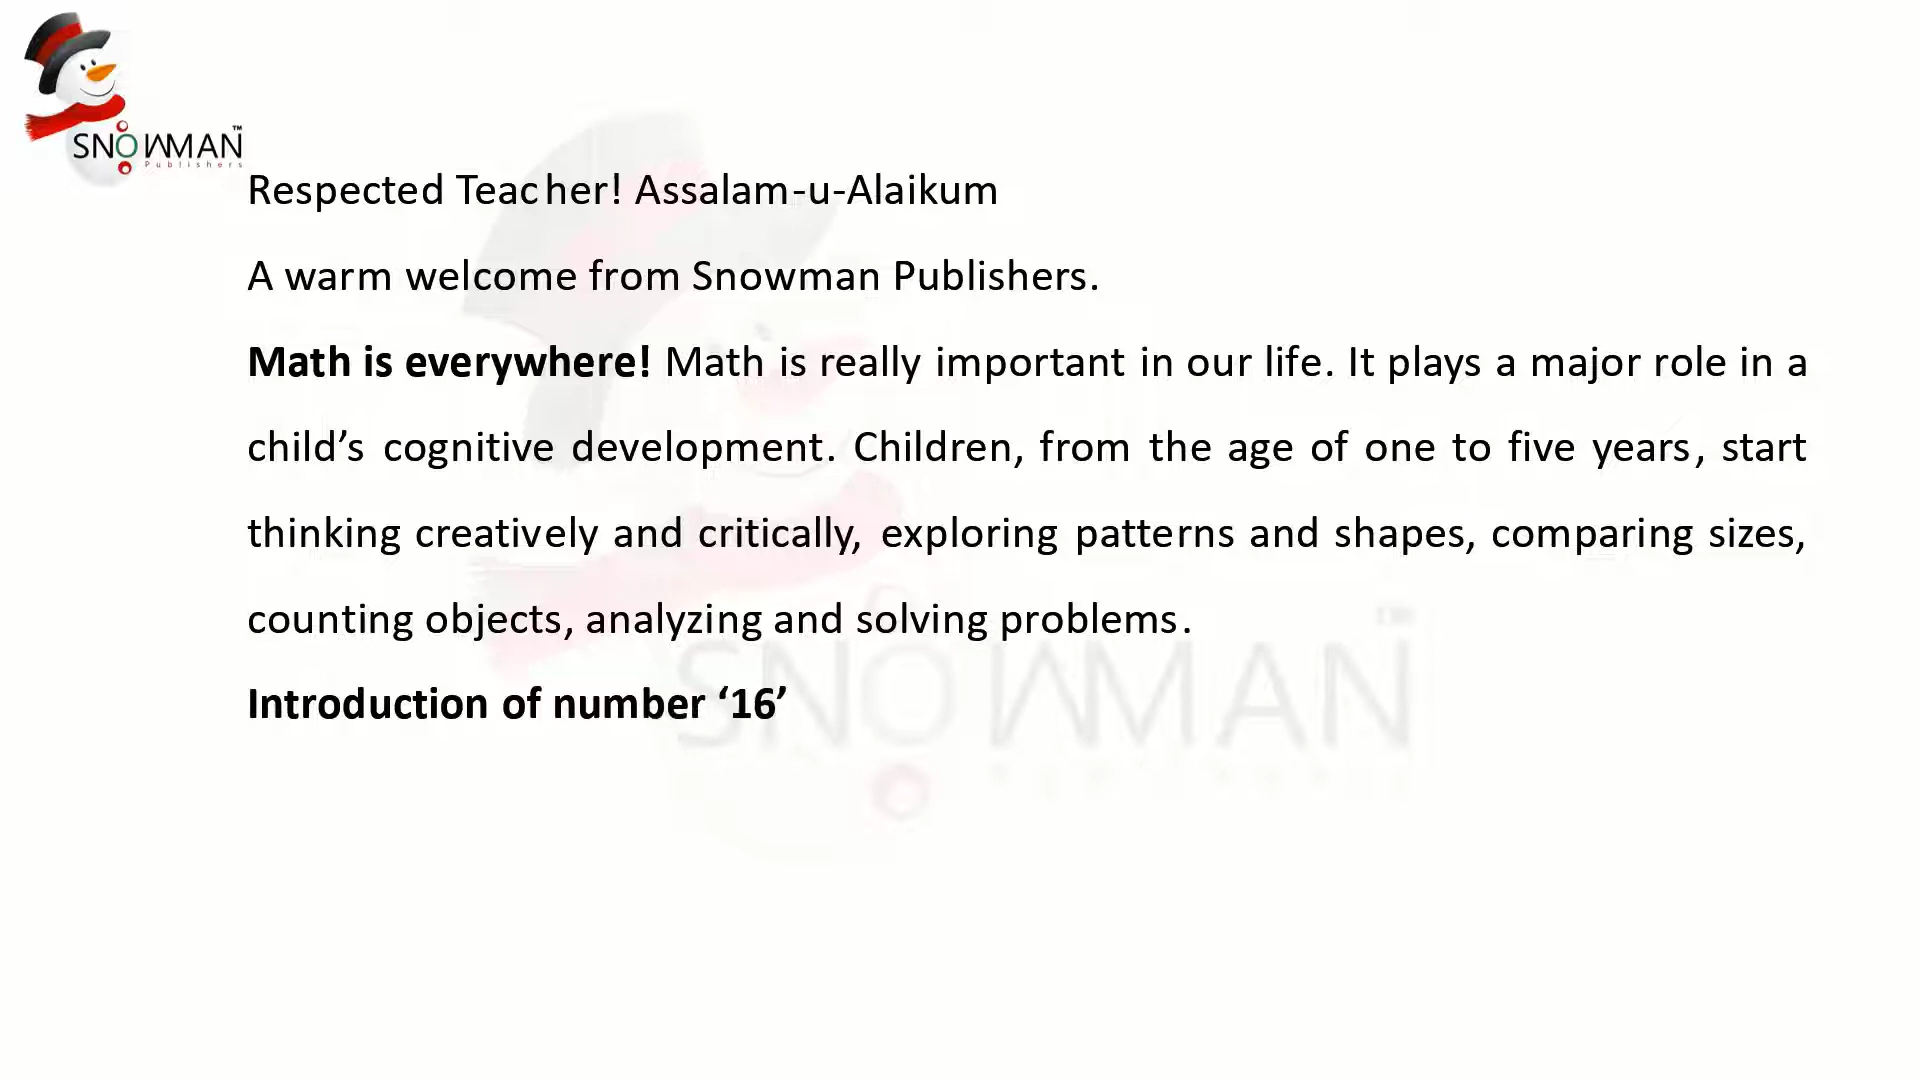 SNOWMAN™
Publishers
Respected Teacher! Assalam-u-Alaikum
A warm welcome from Snowman Publishers.
Math is everywhere! Math is really important in our life. It plays a major role in a
child’s cognitive development. Children, from the age of one to five years, start
thinking creatively and critically, exploring patterns and shapes, comparing sizes,
counting objects, analyzing and solving problems.
Introduction of number ‘16’
SNOWMAN